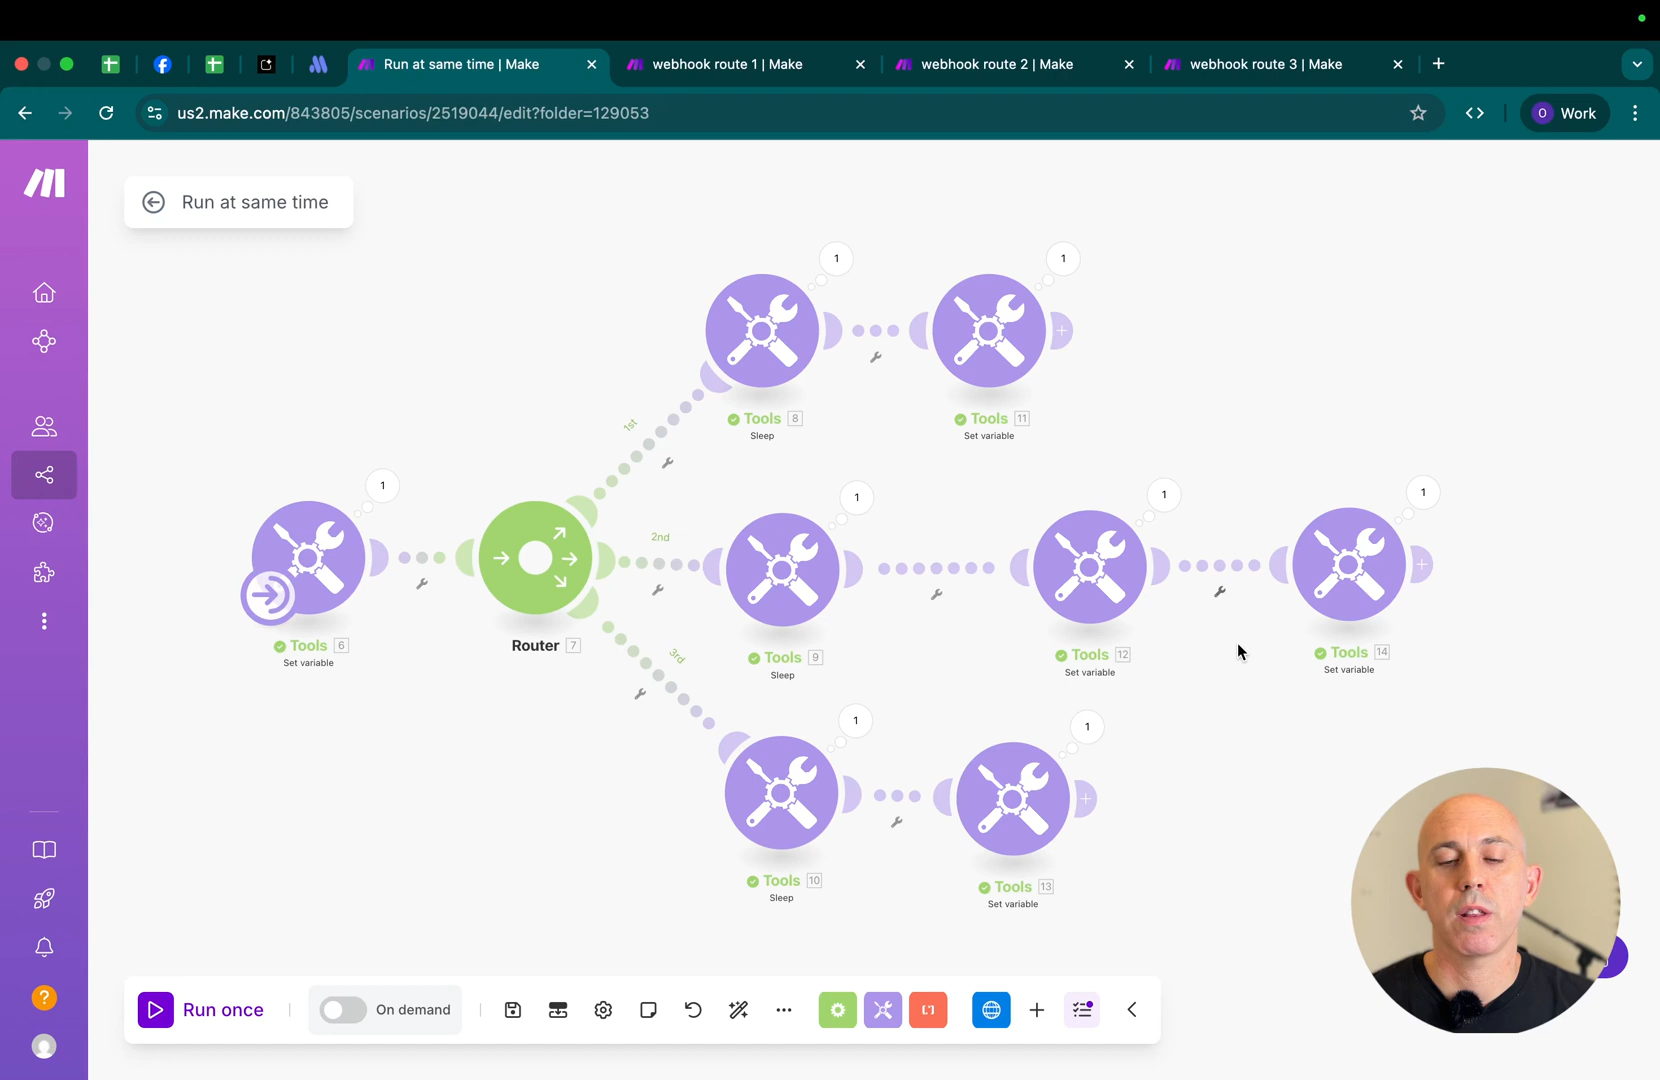 Run at same time | Make
webhook route 1 | Make
webhook route 2 | Make
webhook route 3 | Make
us2.make.com/843805/scenarios/2519044/edit?folder=129053
O Work
Run at same time
1
1
Tools 8
Sleep
Tools 11
Set variable
1st
1
1
1
1
2nd
Tools 6
Set variable
Router 7
Tools 9
Sleep
Tools 12
Set variable
Tools 14
Set variable
3rd
1
1
Tools 10
Sleep
Tools 13
Set variable
Run once
On demand
?